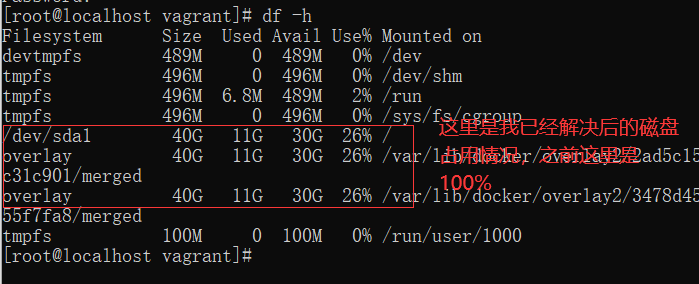 [root@localhost vagrant]# df -h
Filesystem Size Used Avail Use% Mounted on
devtmpfs 489M 0 489M 0% /dev
tmpfs 496M 0 496M 0% /dev/shm
tmpfs 496M 6.8M 489M 2% /run
tmpfs 496M 0 496M 0% /sys/fs/cgroup
/dev/sda1 40G 11G 30G 26% /
overlay 40G 11G 30G 26% /var/lib/docker/overlay2/2ad5c15
c31c901/merged
overlay 40G 11G 30G 26% /var/lib/docker/overlay2/3478d45
55f7fa8/merged
tmpfs 100M 0 100M 0% /run/user/1000
[root@localhost vagrant]#
这里是我已经解决后的磁盘
占用情况，之前这里是
100%